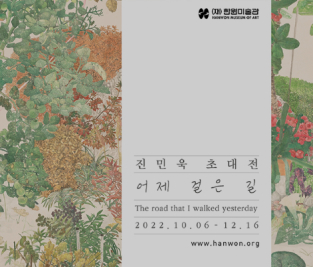 (재)한원미술관
HANWON MUSEUM OF ART
진민욱 초대전
어제 걸은 길
The road that I walked yesterday
2022.10.06 - 12.16
www.hanwon.org